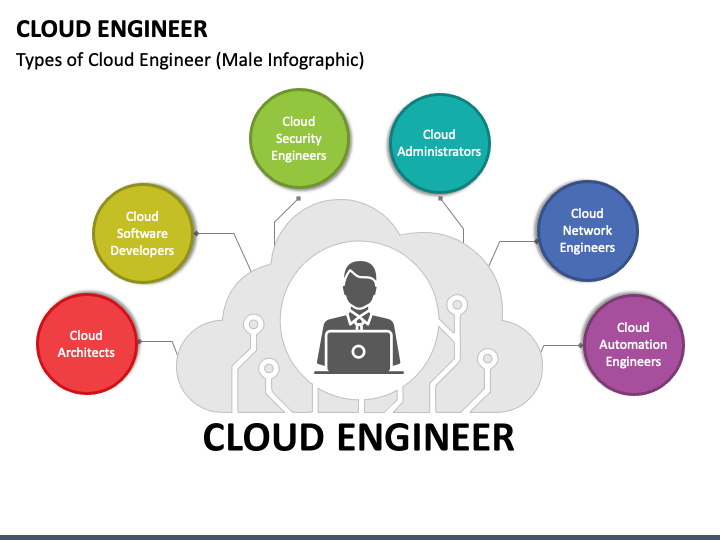 CLOUD ENGINEER
Types of Cloud Engineer (Male Infographic)
Cloud
Security
Engineers
Cloud
Administrators
Cloud
Software
Developers
Cloud
Network
Engineers
Cloud
Architects
Cloud
Automation
Engineers
CLOUD ENGINEER